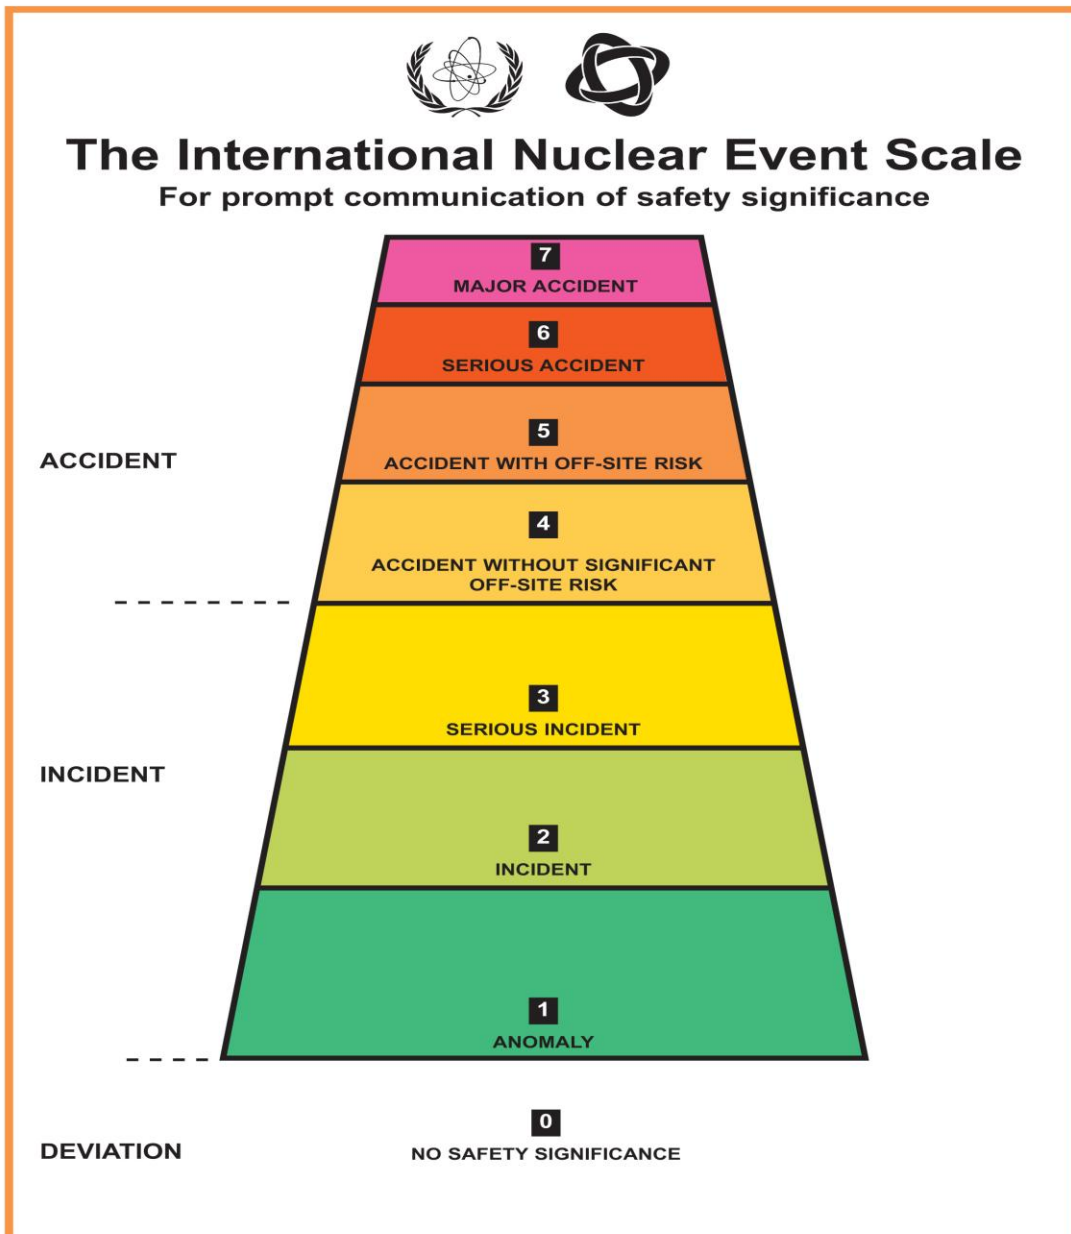 The International Nuclear Event Scale
For prompt communication of safety significance
7
MAJOR ACCIDENT
6
SERIOUS ACCIDENT
5
ACCIDENT WITH OFF-SITE RISK
ACCIDENT
4
ACCIDENT WITHOUT SIGNIFICANT
OFF-SITE RISK
3
SERIOUS INCIDENT
INCIDENT
2
INCIDENT
1
ANOMALY
0
NO SAFETY SIGNIFICANCE
DEVIATION